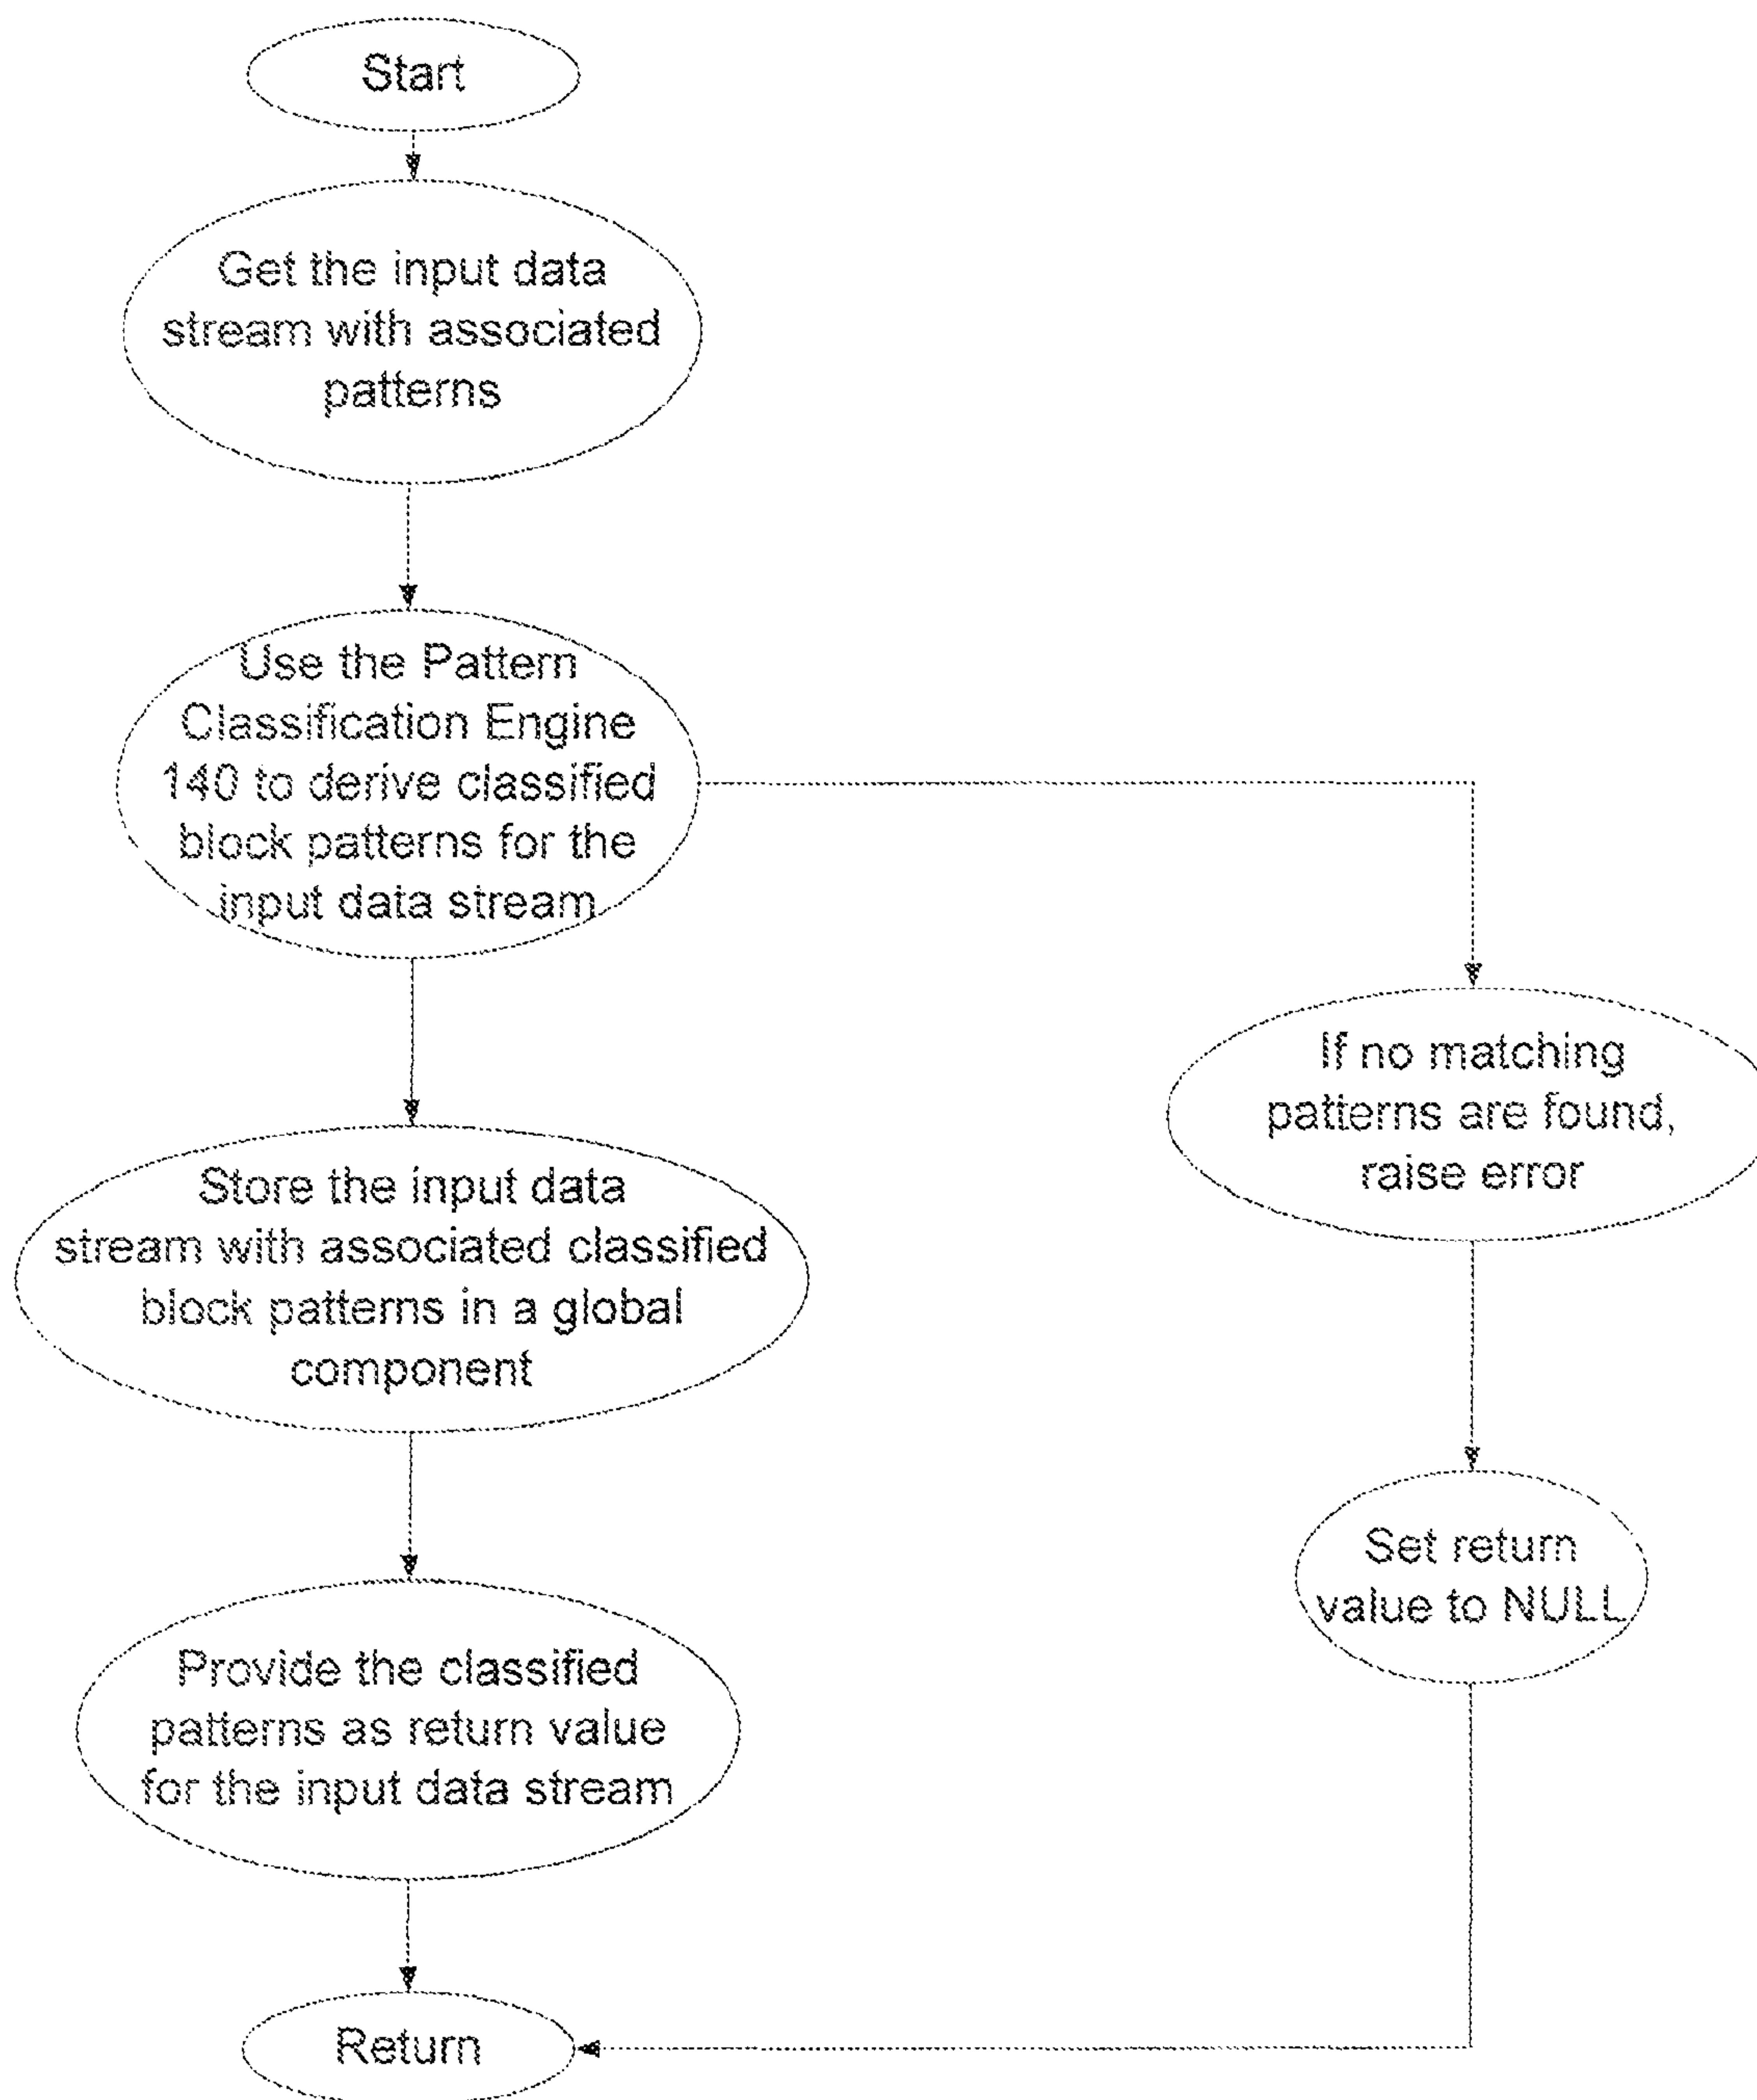 Start
Get the input data
stream with associated
patterns
Use the Pattern
Classification Engine
140 to derive classified
block patterns for the
input data stream
Store the input data
stream with associated classified
block patterns in a global
component
Provide the classified
patterns as return value
for the input data stream
Return
If no matching
patterns are found,
raise error
Set return
value to NULL